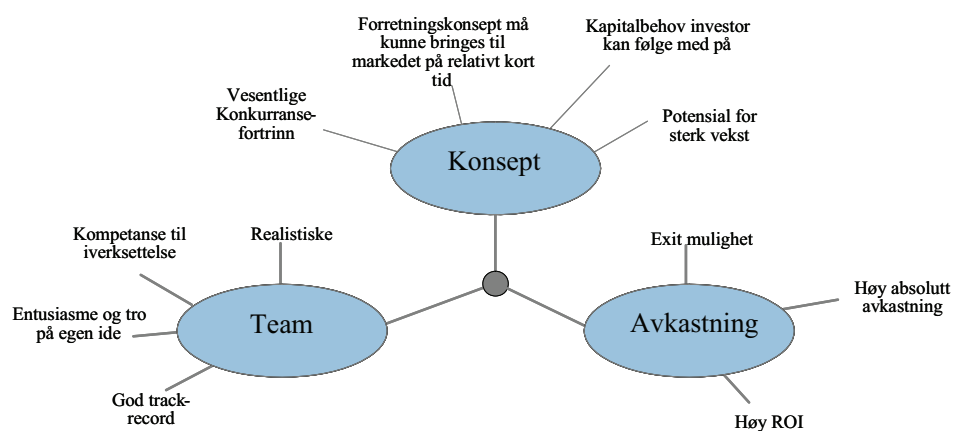 Forretningskonsept må
kunne bringes til
markedet på relativt kort
tid
Kapitalbehov investor
kan følge med på
Vesentlige
Konkurranse-
fortrinn
Potensial for
sterk vekst
Konsept
Kompetanse til
iverksettelse
Realistiske
Entusiasme og tro
på egen ide
Team
God track-
record
Exit mulighet
Høy absolutt
avkastning
Avkastning
Høy ROI